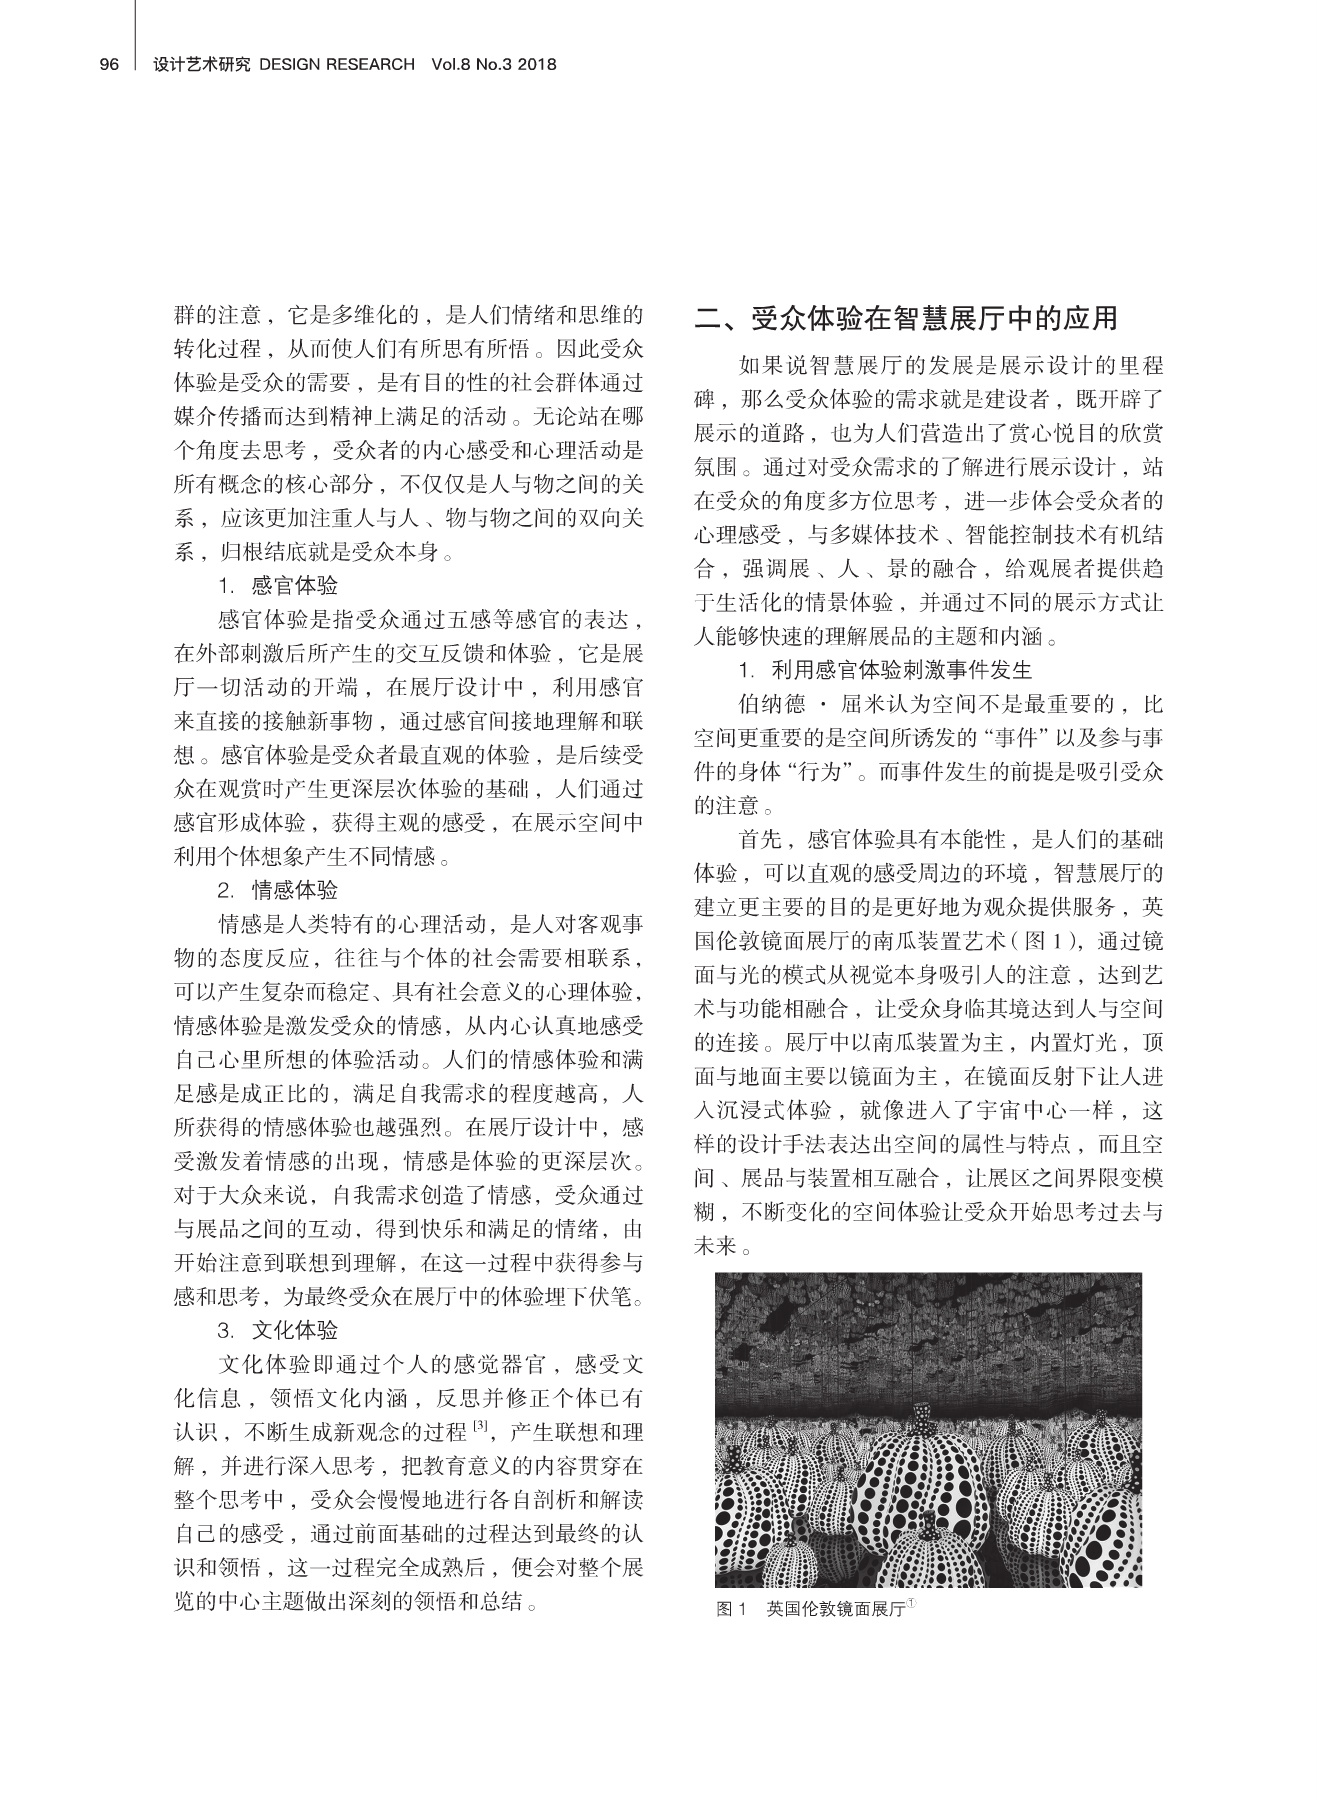 96 设计艺术研究 DESIGN RESEARCH Vol.8 No.3 2018
群的注意，它是多维化的，是人们情绪和思维的
转化过程，从而使人们有所思有所悟。因此受众
体验是受众的需要，是有目的性的社会群体通过
媒介传播而达到精神上满足的活动。无论站在哪
个角度去思考，受众者的内心感受和心理活动是
所有概念的核心部分，不仅仅是人与物之间的关
系，应该更加注重人与人、物与物之间的双向关
系，归根结底就是受众本身。
1. 感官体验
感官体验是指受众通过五感等感官的表达，
在外部刺激后所产生的交互反馈和体验，它是展
厅一切活动的开端，在展厅设计中，利用感官
来直接的接触新事物，通过感官间接地理解和联
想。感官体验是受众者最直观的体验，是后续受
众在观赏时产生更深层次体验的基础，人们通过
感官形成体验，获得主观的感受，在展示空间中
利用个体想象产生不同情感。
2. 情感体验
情感是人类特有的心理活动，是人对客观事
物的态度反应，往往与个体的社会需要相联系，
可以产生复杂而稳定、具有社会意义的心理体验，
情感体验是激发受众的情感，从内心认真地感受
自己心里所想的体验活动。人们的情感体验和满
足感是成正比的，满足自我需求的程度越高，人
所获得的情感体验也越强烈。在展厅设计中，感
受激发着情感的出现，情感是体验的更深层次。
对于大众来说，自我需求创造了情感，受众通过
与展品之间的互动，得到快乐和满足的情绪，由
开始注意到联想到理解，在这一过程中获得参与
感和思考，为最终受众在展厅中的体验埋下伏笔。
3. 文化体验
文化体验即通过个人的感觉器官，感受文
化信息，领悟文化内涵，反思并修正个体已有
认识，不断生成新观念的过程[3]，产生联想和理
解，并进行深入思考，把教育意义的内容贯穿在
整个思考中，受众会慢慢地进行各自剖析和解读
自己的感受，通过前面基础的过程达到最终的认
识和领悟，这一过程完全成熟后，便会对整个展
览的中心主题做出深刻的领悟和总结。
二、受众体验在智慧展厅中的应用
如果说智慧展厅的发展是展示设计的里程
碑，那么受众体验的需求就是建设者，既开辟了
展示的道路，也为人们营造出了赏心悦目的欣赏
氛围。通过对受众需求的了解进行展示设计，站
在受众的角度多方位思考，进一步体会受众者的
心理感受，与多媒体技术、智能控制技术有机结
合，强调展、人、景的融合，给观展者提供趋
于生活化的情景体验，并通过不同的展示方式让
人能够快速的理解展品的主题和内涵。
1. 利用感官体验刺激事件发生
伯纳德·屈米认为空间不是最重要的，比
空间更重要的是空间所诱发的“事件”以及参与事
件的身体“行为”。而事件发生的前提是吸引受众
的注意。
首先，感官体验具有本能性，是人们的基础
体验，可以直观的感受周边的环境，智慧展厅的
建立更主要的目的是更好地为观众提供服务，英
国伦敦镜面展厅的南瓜装置艺术（图1），通过镜
面与光的模式从视觉本身吸引人的注意，达到艺
术与功能相融合，让受众身临其境达到人与空间
的连接。展厅中以南瓜装置为主，内置灯光，顶
面与地面主要以镜面为主，在镜面反射下让人进
入沉浸式体验，就像进入了宇宙中心一样，这
样的设计手法表达出空间的属性与特点，而且空
间、展品与装置相互融合，让展区之间界限变模
糊，不断变化的空间体验让受众开始思考过去与
未来。
图1 英国伦敦镜面展厅①